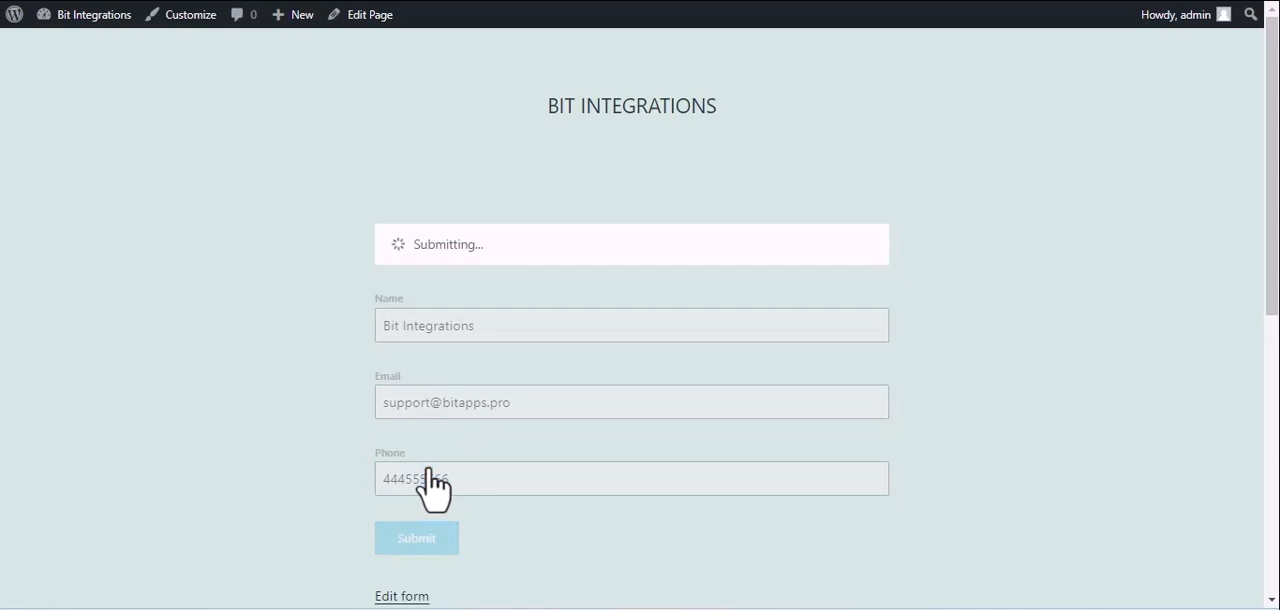 Bit Integrations Customize 0 New Edit Page Howdy, admin
BIT INTEGRATIONS
Submitting...
Name
Bit Integrations
Email
support@bitapps.pro
Phone
Submit
Edit form